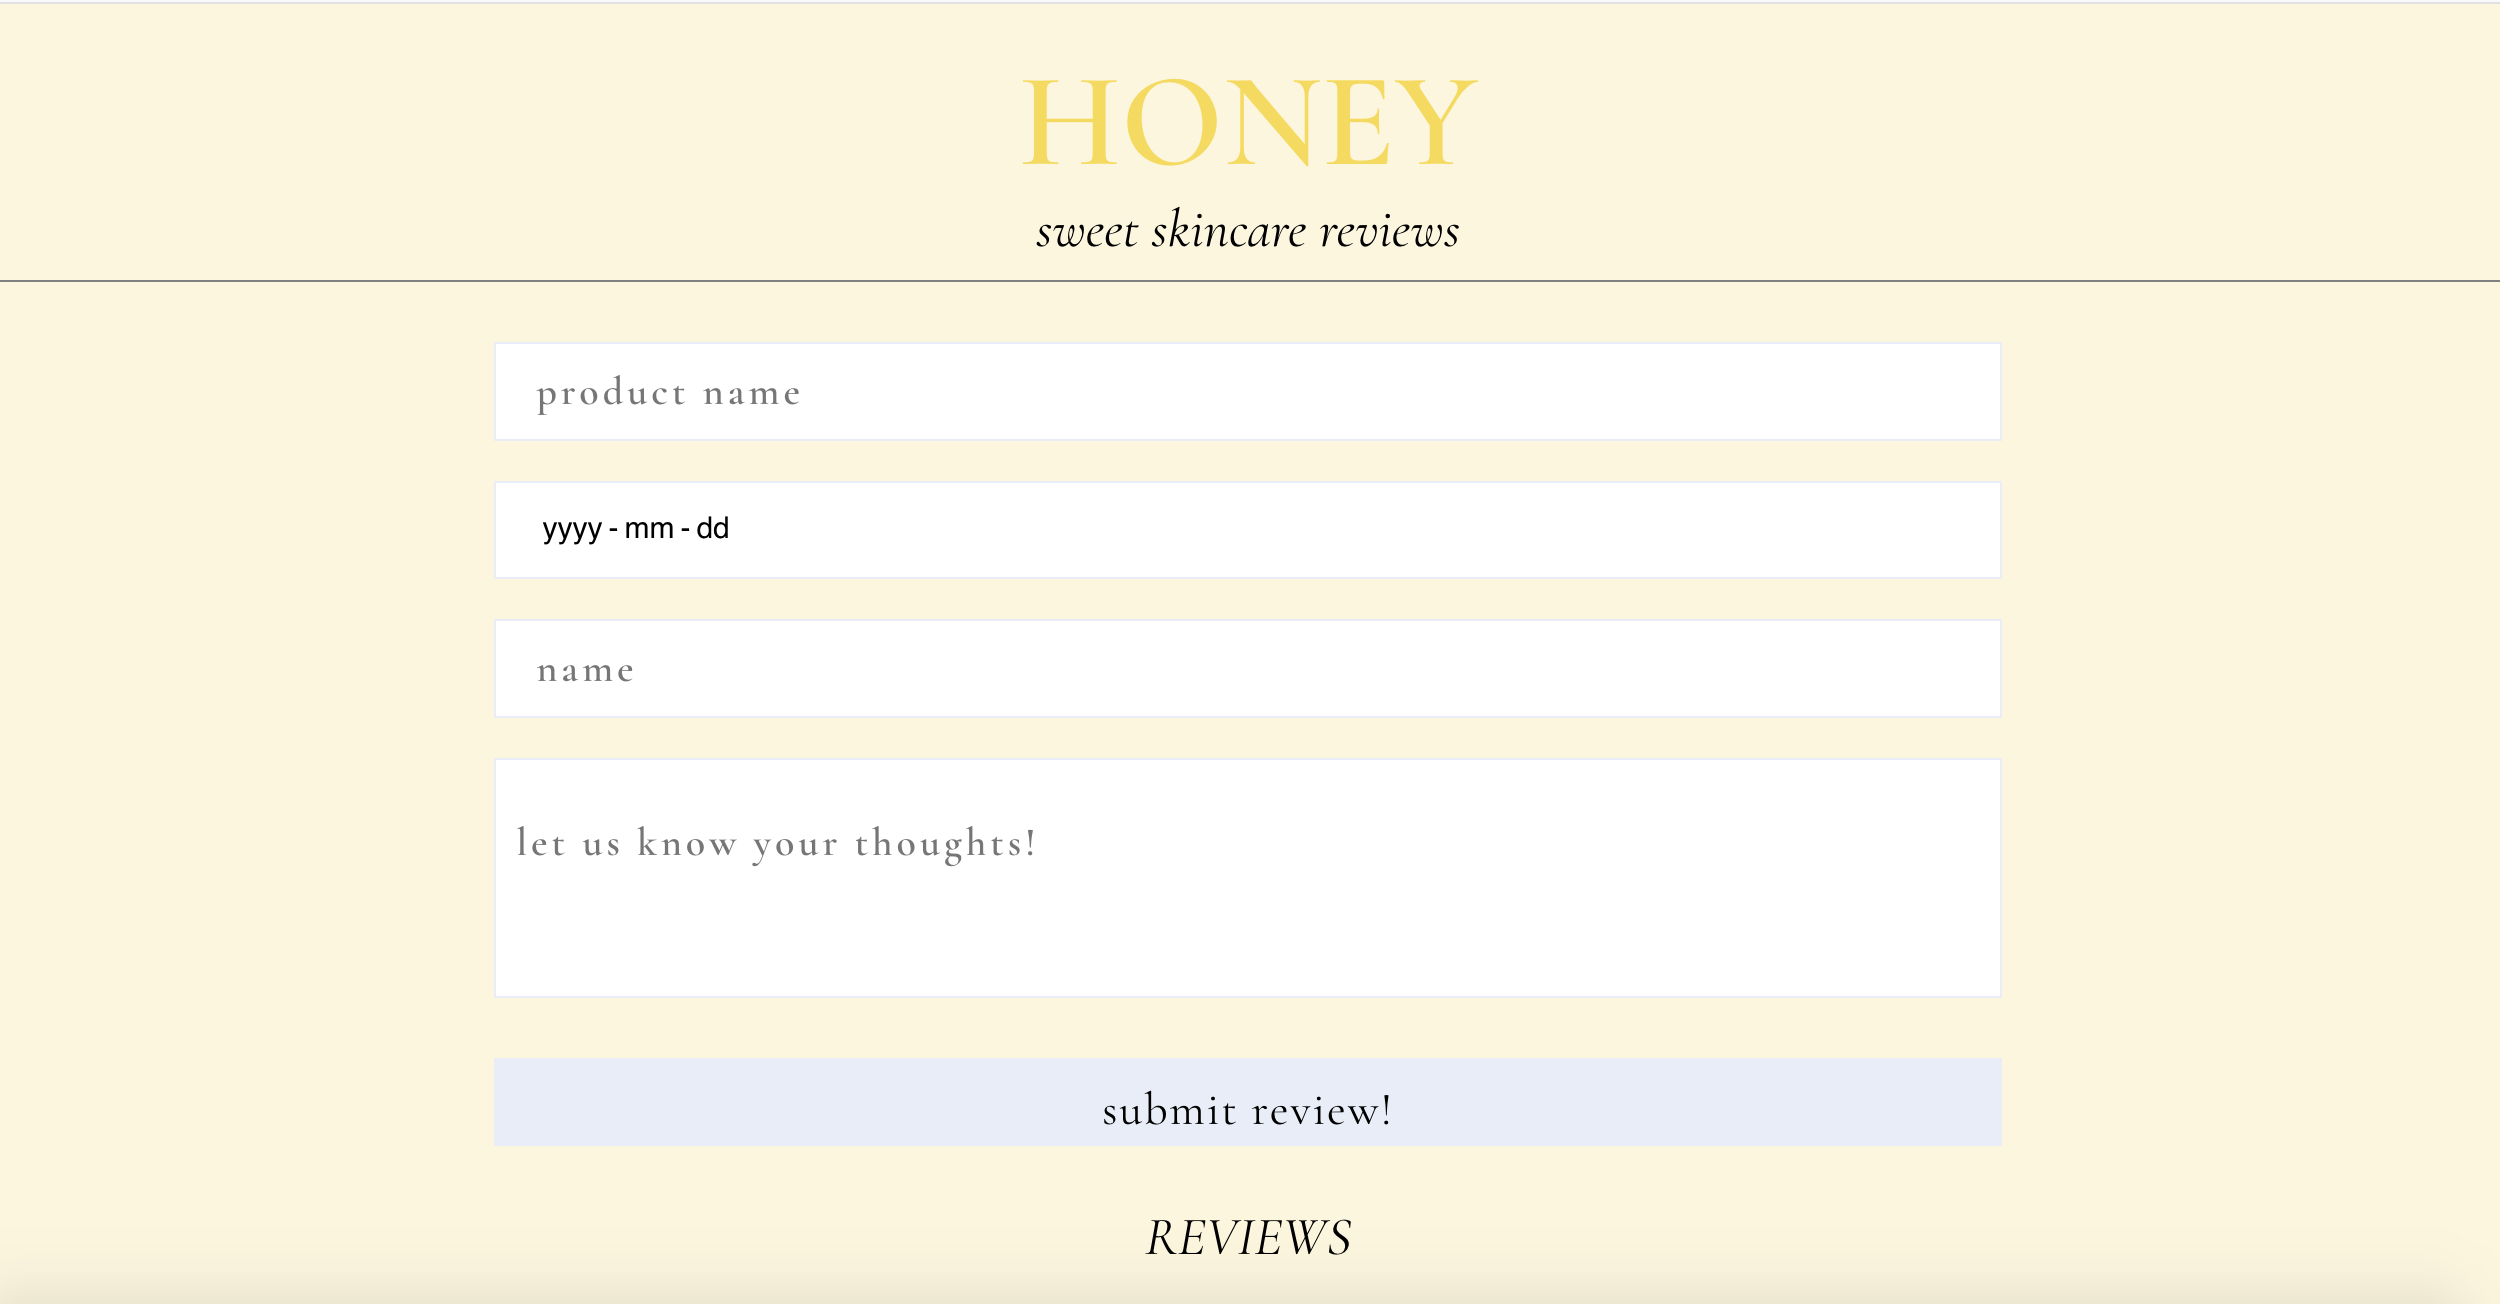 HONEY
sweet skincare reviews
product name
yyyy-mm-dd
name
let us know your thoughts!
submit review!
REVIEWS